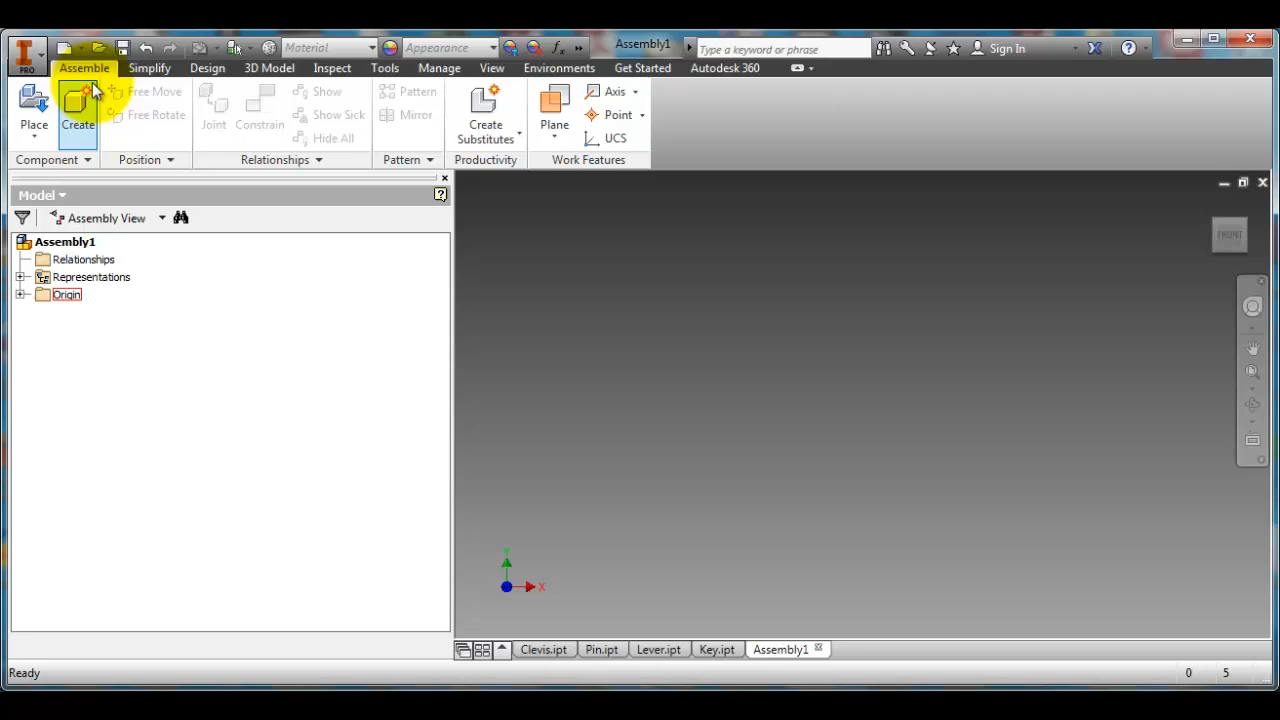 PRO
Material
Appearance
fx
Assembly1
Type a keyword or phrase
Sign In
Assemble Simplify Design 3D Model Inspect Tools Manage View Environments Get Started Autodesk 360
Place
Create
Free Move
Free Rotate
Joint
Constrain
Show
Show Sick
Hide All
Pattern
Mirror
Create
Substitutes
Plane
Axis
Point
UCS
Component Position Relationships Pattern Productivity Work Features
Model
Assembly View
Assembly1
Relationships
Representations
Origin
FRONT
Y
X
Clevis.ipt Pin.ipt Lever.ipt Key.ipt Assembly1
Ready 0 5